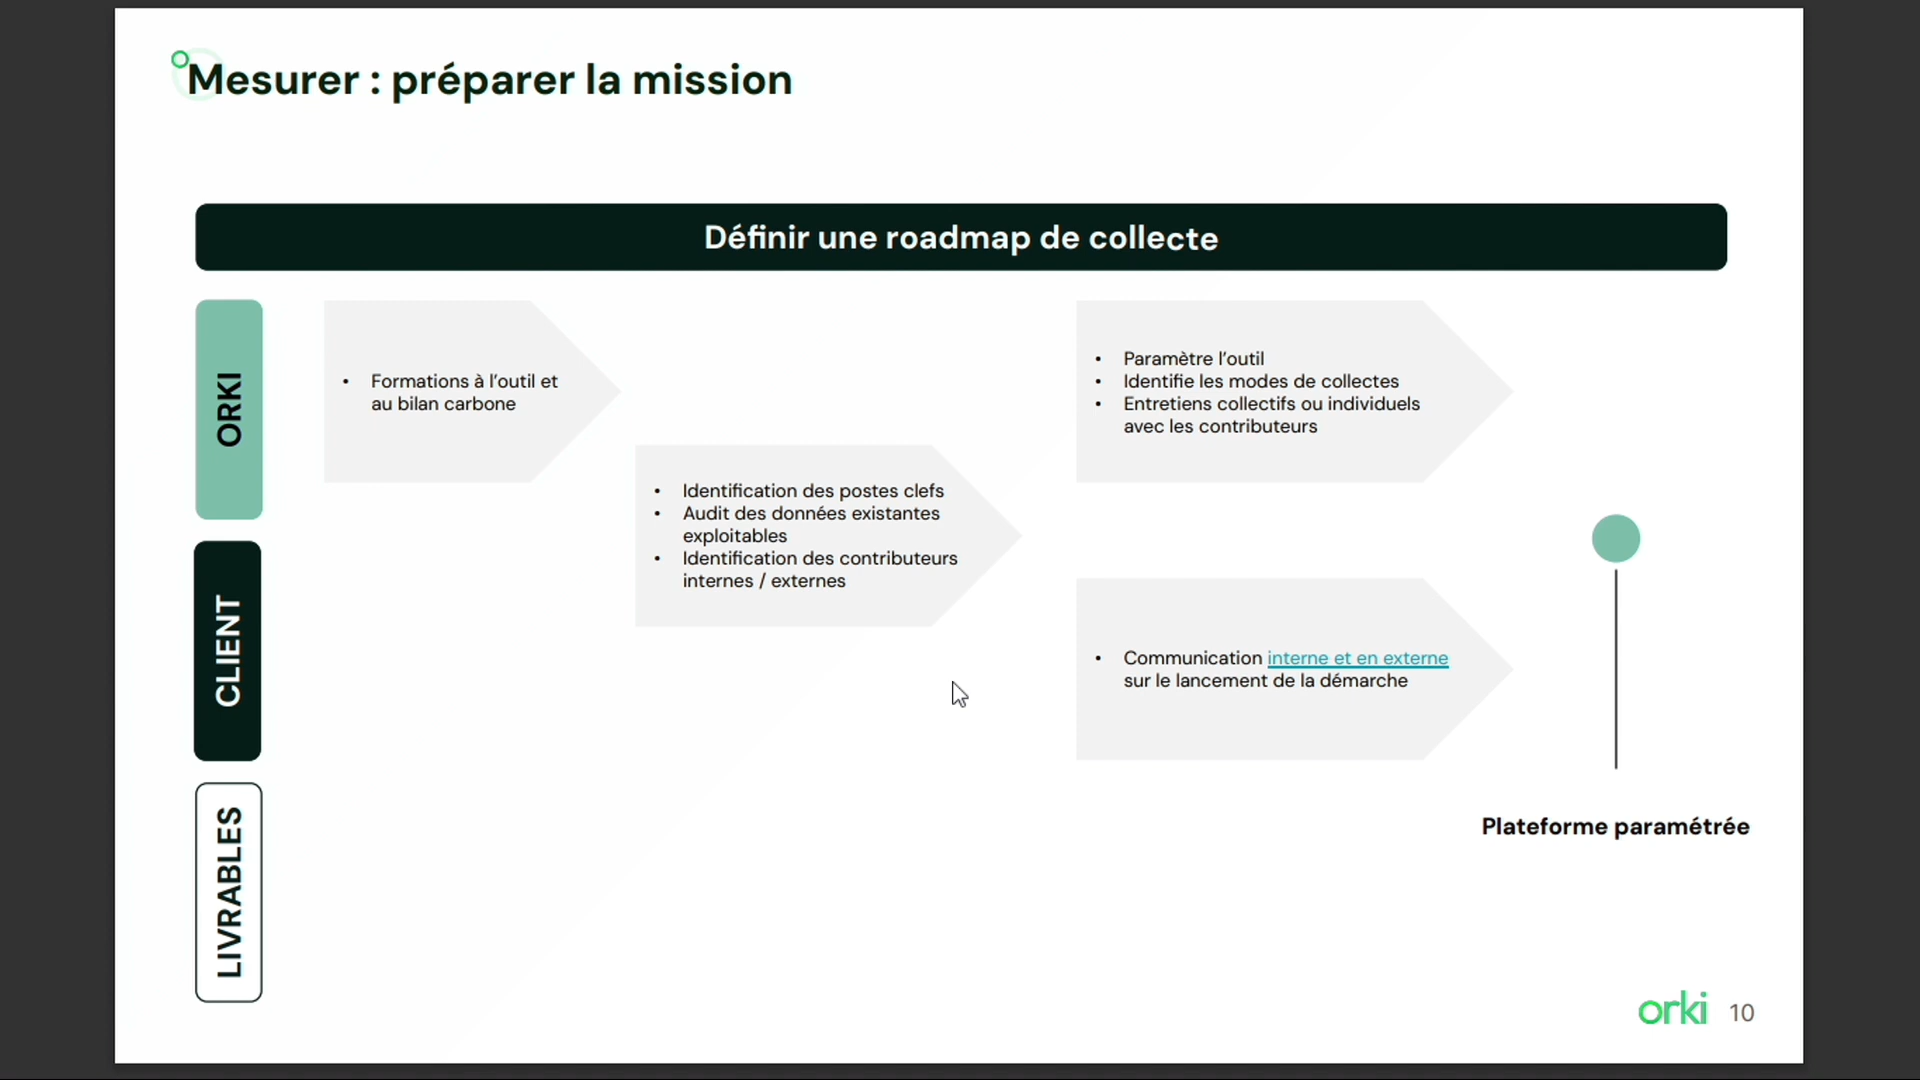 Mesurer : préparer la mission
Définir une roadmap de collecte
ORKI
• Formations à l’outil et
au bilan carbone
• Paramètre l’outil
• Identifie les modes de collectes
• Entretiens collectifs ou individuels
avec les contributeurs
• Identification des postes clefs
• Audit des données existantes
exploitables
• Identification des contributeurs
internes / externes
CLIENT
• Communication interne et en externe
sur le lancement de la démarche
LIVRABLES
Plateforme paramétrée
orki 10